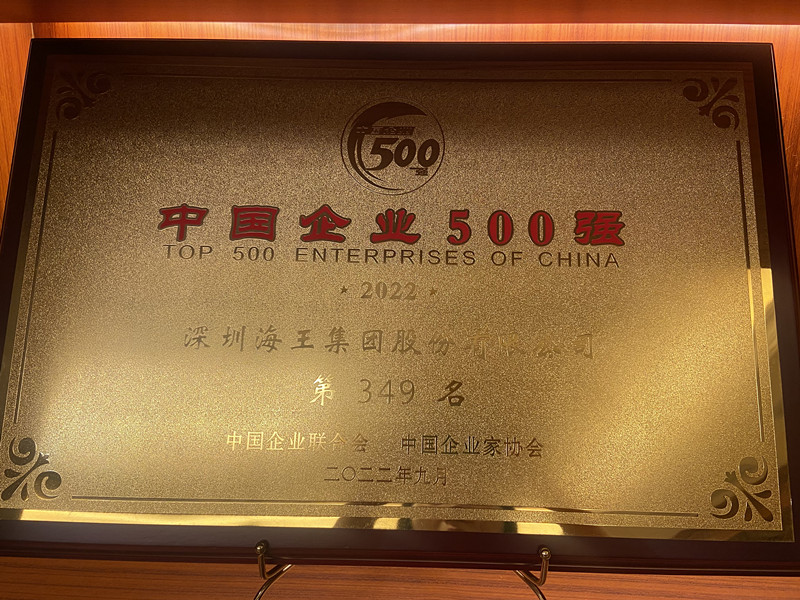 500
中国企业500强
TOP 500 ENTERPRISES OF CHINA
2022
深圳海王集团股份有限公司
第 349 名
中国企业联合会 中国企业家协会
二〇二二年九月